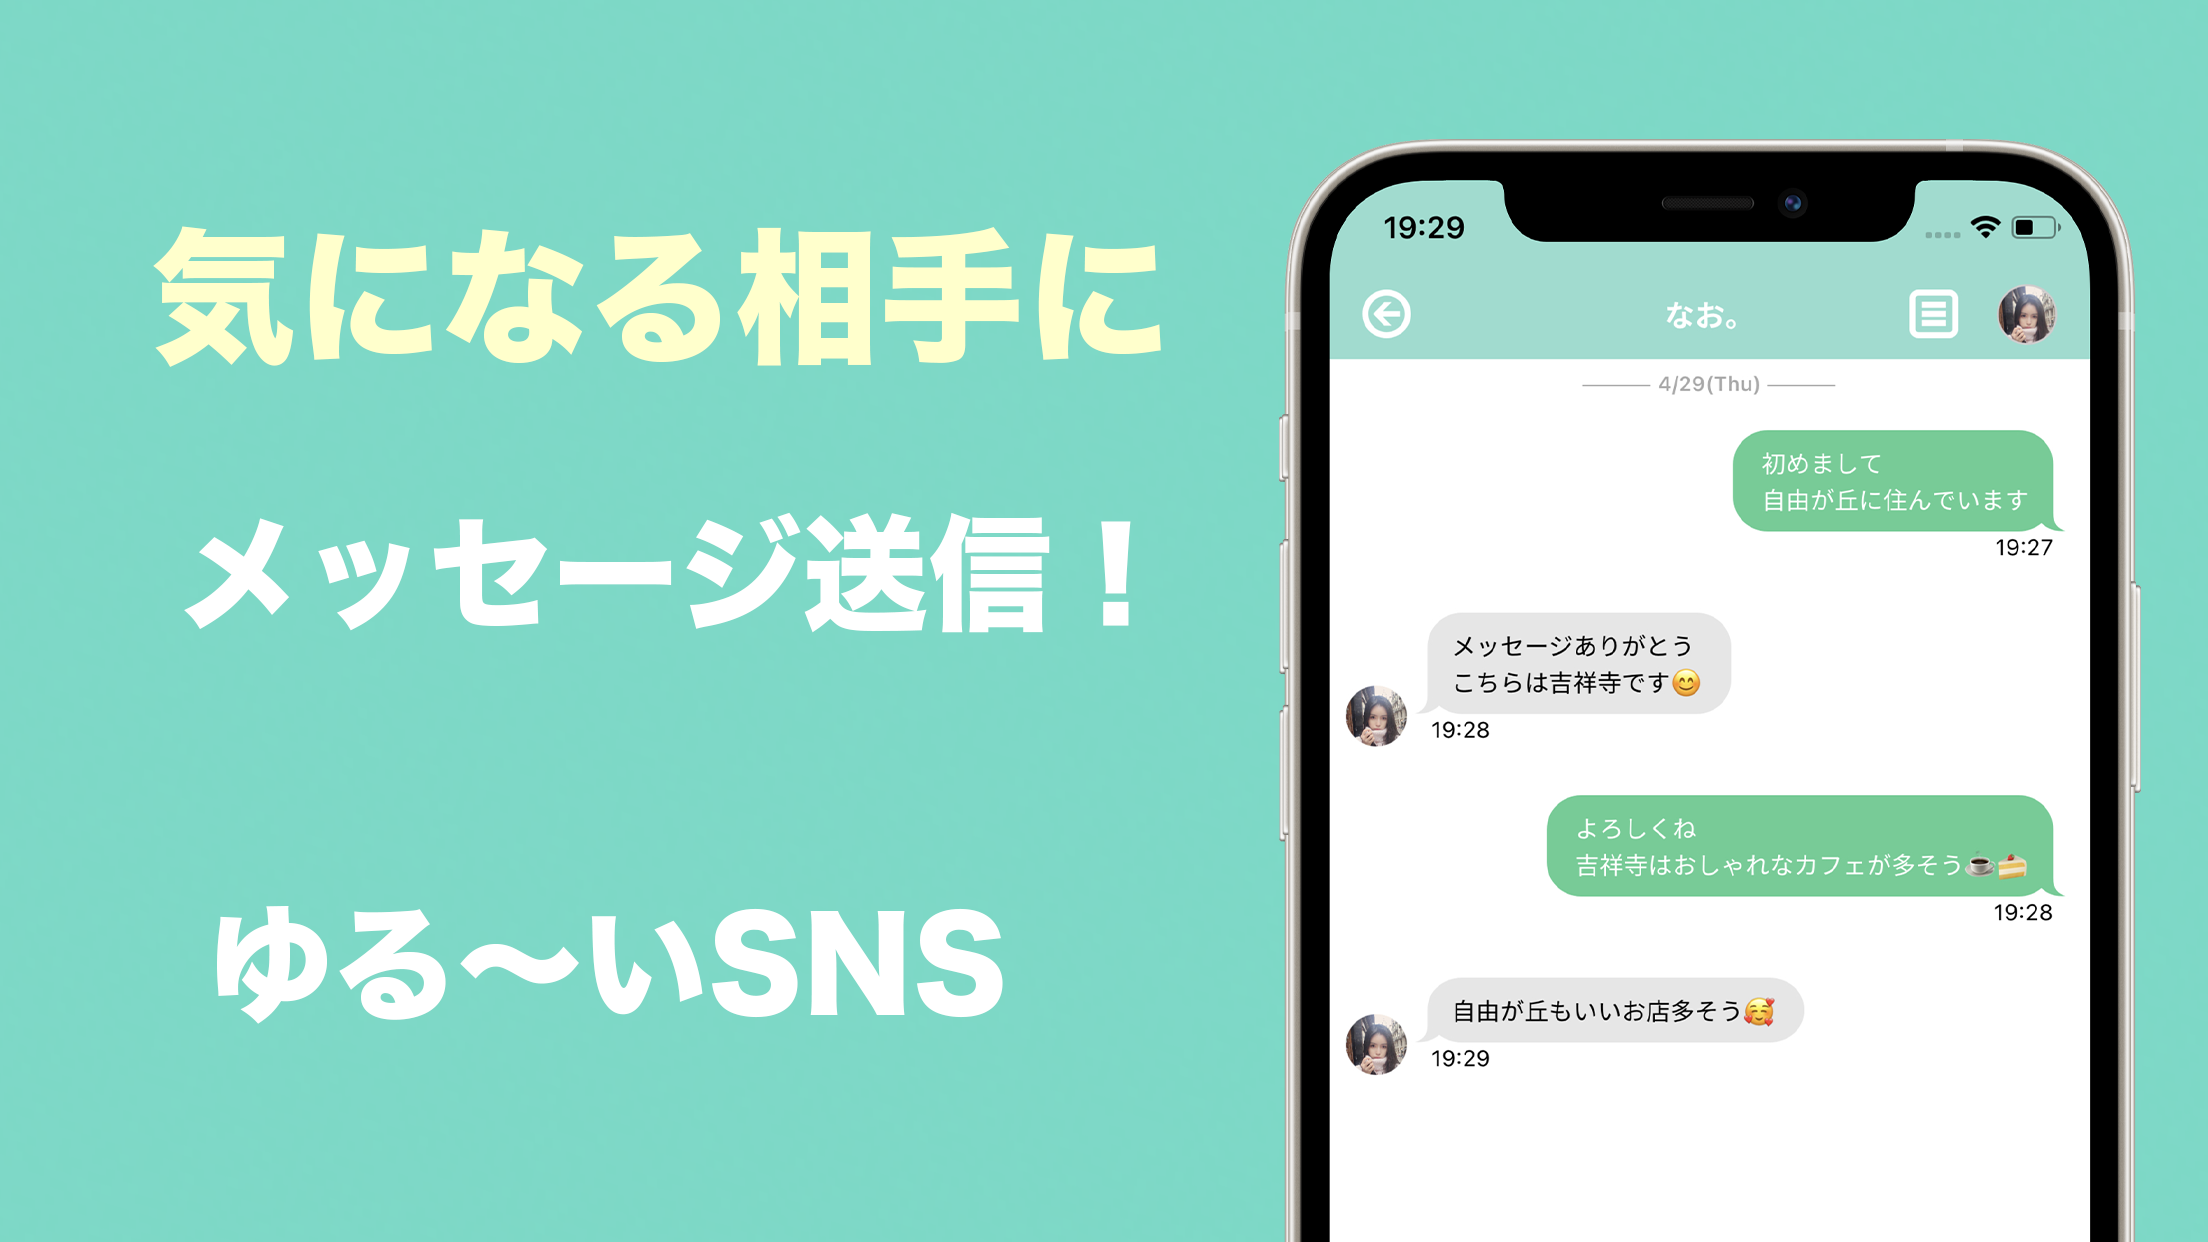 気になる相手に
メッセージ送信！
ゆる〜いSNS
19:29
なお。
4/29(Thu)
初めまして
自由が丘に住んでいます
19:27
メッセージありがとう
こちらは吉祥寺です😊
19:28
よろしくね
吉祥寺はおしゃれなカフェが多そう☕🍰
19:28
自由が丘もいいお店多そう🥰
19:29